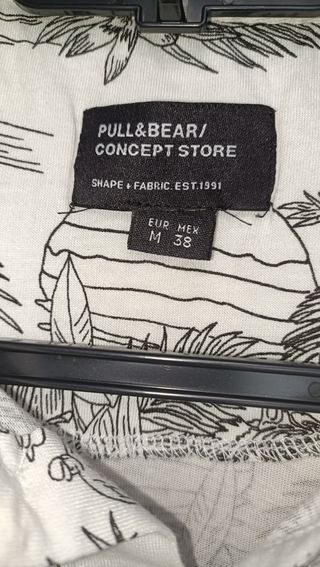 PULL&BEAR/
CONCEPT STORE
SHAPE + FABRIC. EST.1991
EUR MEX
M 38